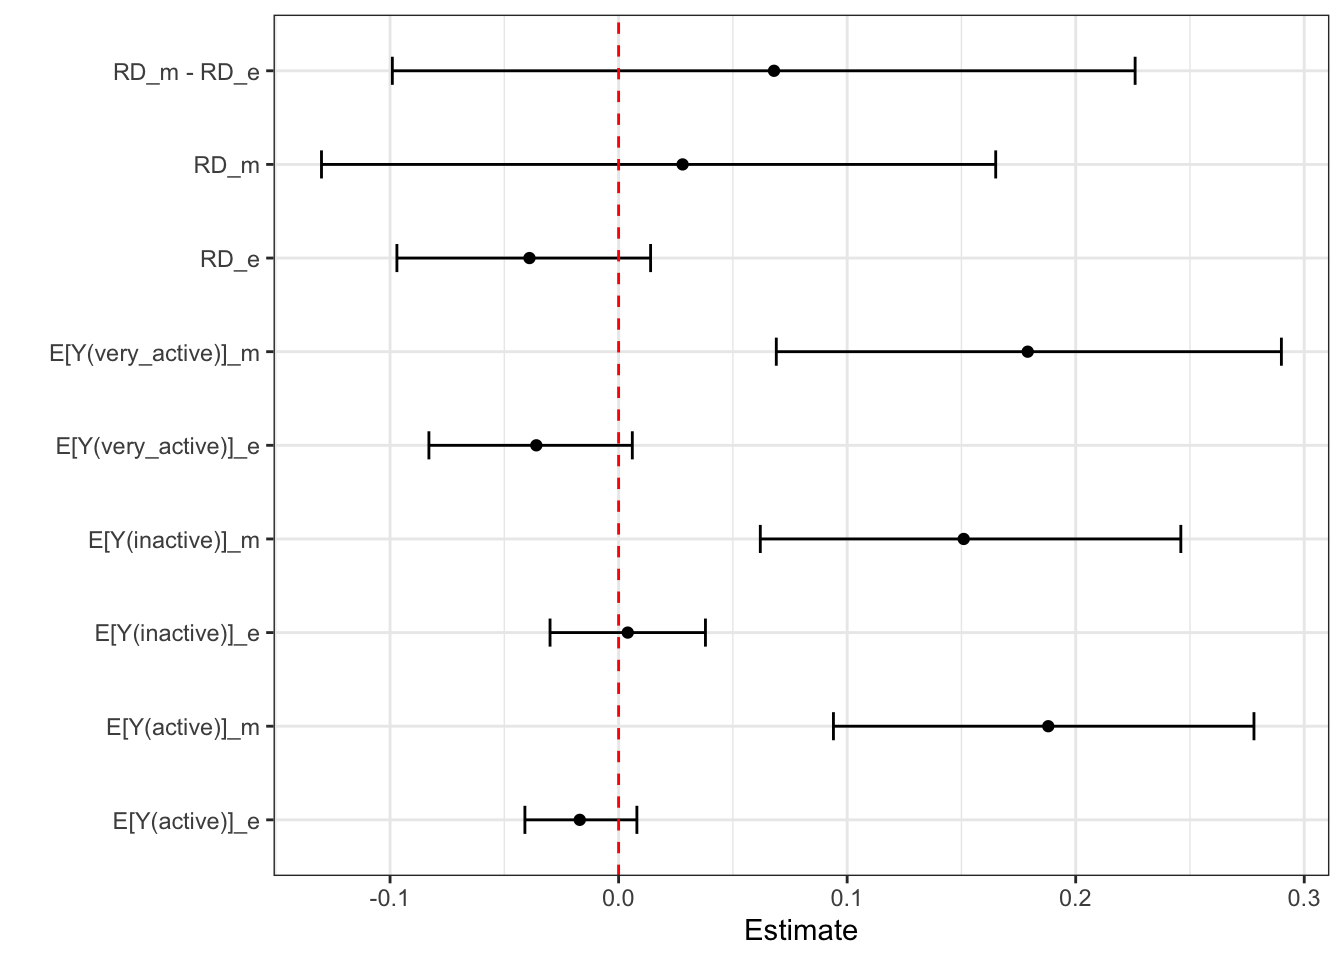 RD_m - RD_e
RD_m
RD_e
E[Y(very_active)]_m
E[Y(very_active)]_e
E[Y(inactive)]_m
E[Y(inactive)]_e
E[Y(active)]_m
E[Y(active)]_e
-0.1 0.0 0.1 0.2 0.3
Estimate